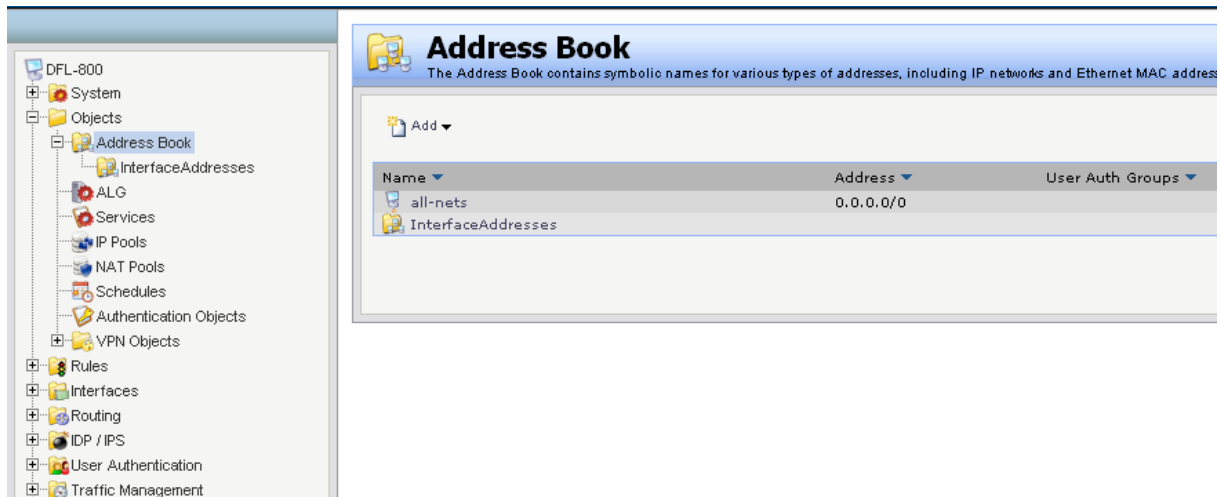 DFL-800
System
Objects
Address Book
InterfaceAddresses
ALG
Services
IP Pools
NAT Pools
Schedules
Authentication Objects
VPN Objects
Rules
Interfaces
Routing
IDP / IPS
User Authentication
Traffic Management
Address Book
The Address Book contains symbolic names for various types of addresses, including IP networks and Ethernet MAC address
Add
Name Address User Auth Groups
all-nets 0.0.0.0/0
InterfaceAddresses